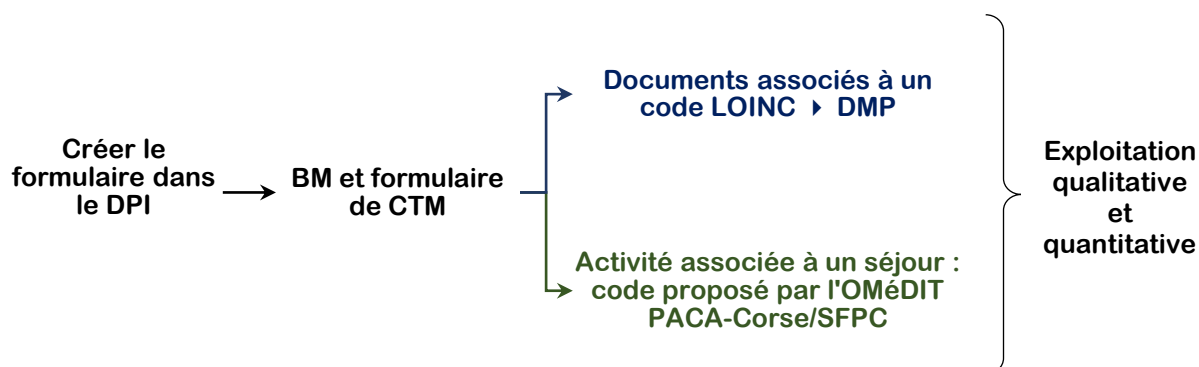 Créer le
formulaire dans
le DPI
BM et formulaire
de CTM
Documents associés à un
code LOINC ▸ DMP
Activité associée à un séjour :
code proposé par l'OMéDIT
PACA-Corse/SFPC
Exploitation
qualitative
et
quantitative